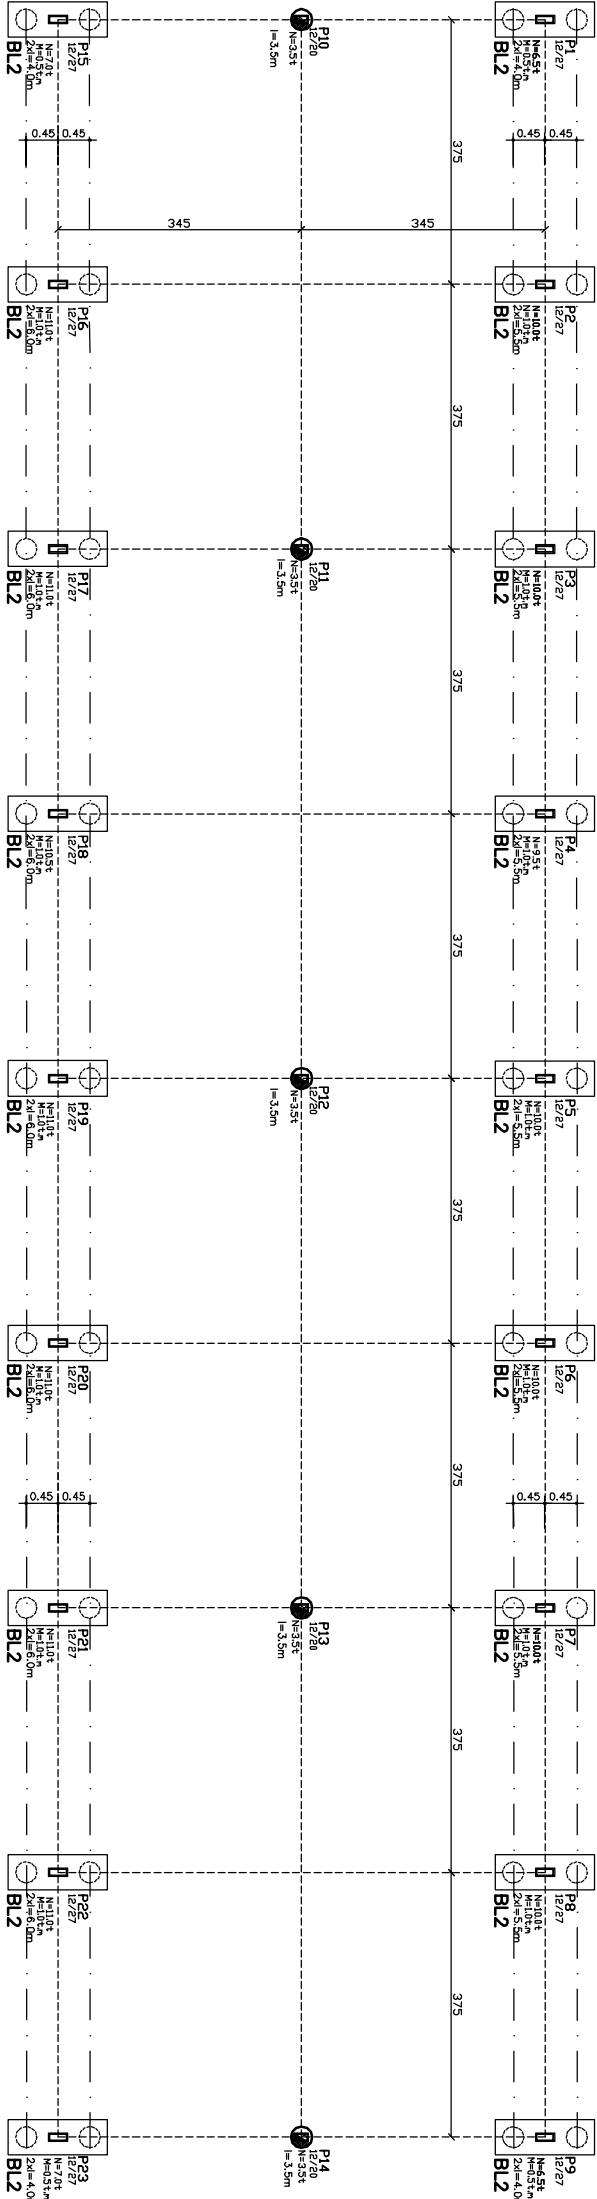 P1
12/27
N=6.5t
M=0.5t.m
2xl=4.0m
BL2
P2
12/27
N=10.0t
N=1.0t.m
2xl=5.5m
BL2
P3
12/27
N=10.0t
M=1.0t.m
2xl=5.5m
BL2
P4
12/27
N=9.5t
M=1.0t.m
2xl=5.5m
BL2
P5
12/27
N=10.0t
M=1.0t.m
2xl=5.5m
BL2
P6
12/27
N=10.0t
M=1.0t.m
2xl=5.5m
BL2
P7
12/27
N=10.0t
M=1.0t.m
2xl=5.5m
BL2
P8
12/27
N=10.0t
M=1.0t.m
2xl=5.5m
BL2
P9
12/27
N=6.5t
M=0.5t.m
2xl=4.0
BL2
0.45 0.45
0.45 0.45
375
375
375
375
375
375
375
375
345
345
P10
12/20
N=3.5t
l=3.5m
P11
12/20
N=3.5t
l=3.5m
P12
12/20
N=3.5t
l=3.5m
P13
12/20
N=3.5t
l=3.5m
P14
12/20
N=3.5t
l=3.5m
P15
12/27
N=7.0t
M=0.5t.m
2xl=4.0m
BL2
P16
12/27
N=11.0t
M=1.0t.m
2xl=6.0m
BL2
P17
12/27
N=11.0t
M=1.0t.m
2xl=6.0m
BL2
P18
12/27
N=10.5t
M=1.0t.m
2xl=6.0m
BL2
P19
12/27
N=11.0t
M=1.0t.m
2xl=6.0m
BL2
P20
12/27
N=11.0t
M=1.0t.m
2xl=6.0m
BL2
P21
12/27
N=11.0t
M=1.0t.m
2xl=6.0m
BL2
P22
12/27
N=11.0t
M=1.0t.m
2xl=6.0m
BL2
P23
12/27
N=7.0t
M=0.5t.m
2xl=4.0
BL2
0.45 0.45
0.45 0.45